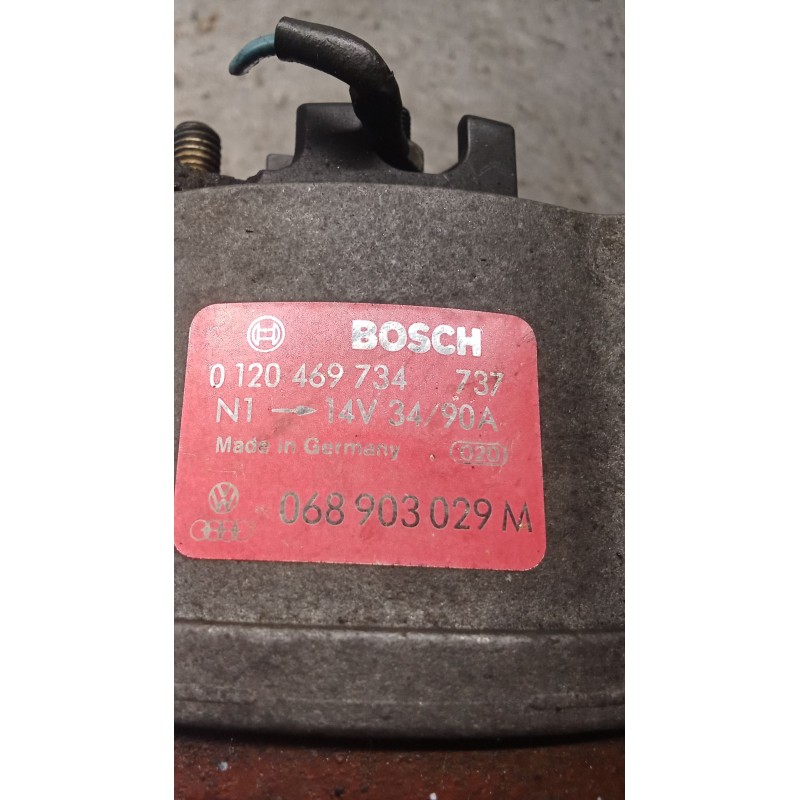 BOSCH
0 120 469 734 737
N1 → 14V 34/90A
Made in Germany 020
068 903 029 M